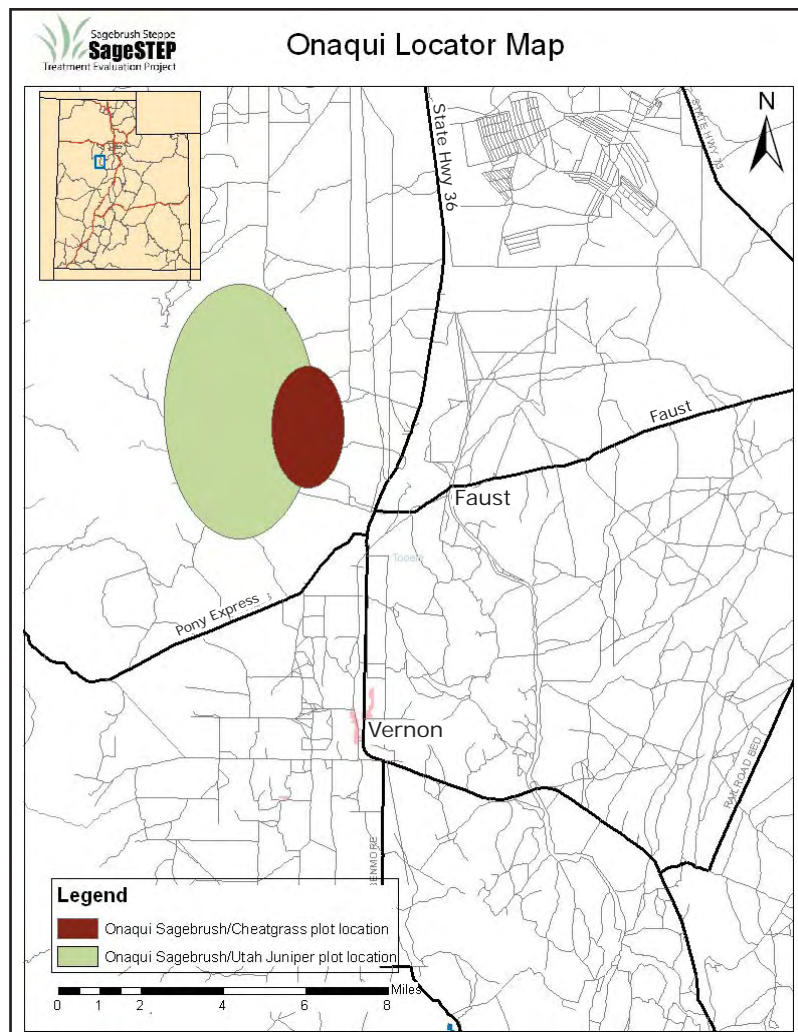 Sagebrush Steppe
SageSTEP
Treatment Evaluation Project
Onaqui Locator Map
N
State Hwy 36
STATE HWY 73
Faust
Faust
Tooele
Pony Express
Vernon
RAILROAD BED
Legend
Onaqui Sagebrush/Cheatgrass plot location
Onaqui Sagebrush/Utah Juniper plot location
Miles
0 1 2 4 6 8